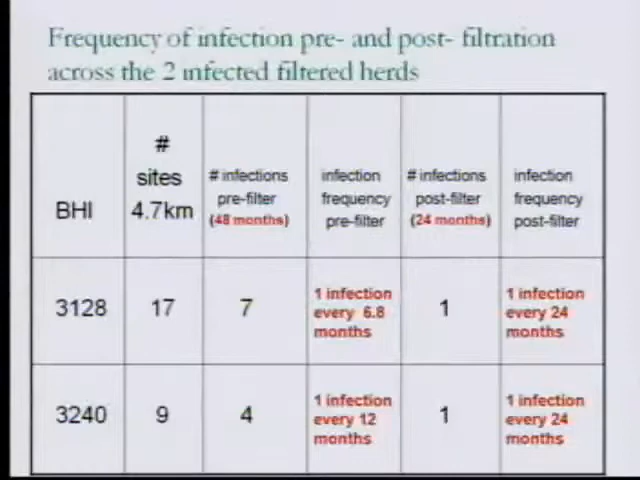 Frequency of infection pre- and post- filtration
across the 2 infected filtered herds
BHI
#
sites
4.7km
# infections
pre-filter
(48 months)
infection
frequency
pre-filter
# infections
post-filter
(24 months)
infection
frequency
post-filter
3128
17
7
1 infection
every 6.8
months
1
1 infection
every 24
months
3240
9
4
1 infection
every 12
months
1
1 infection
every 24
months